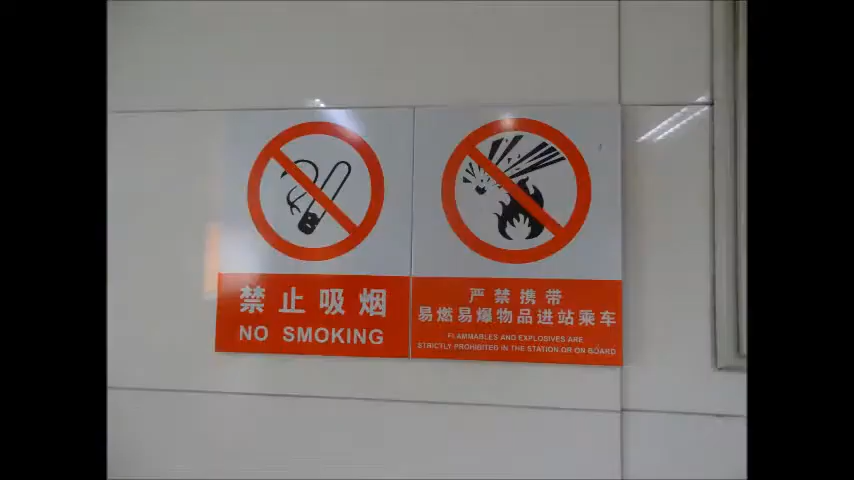 禁止吸烟
NO SMOKING
严禁携带
易燃易爆物品进站乘车
FLAMMABLES AND EXPLOSIVES ARE
STRICTLY PROHIBITED IN THE STATION OR ON BOARD